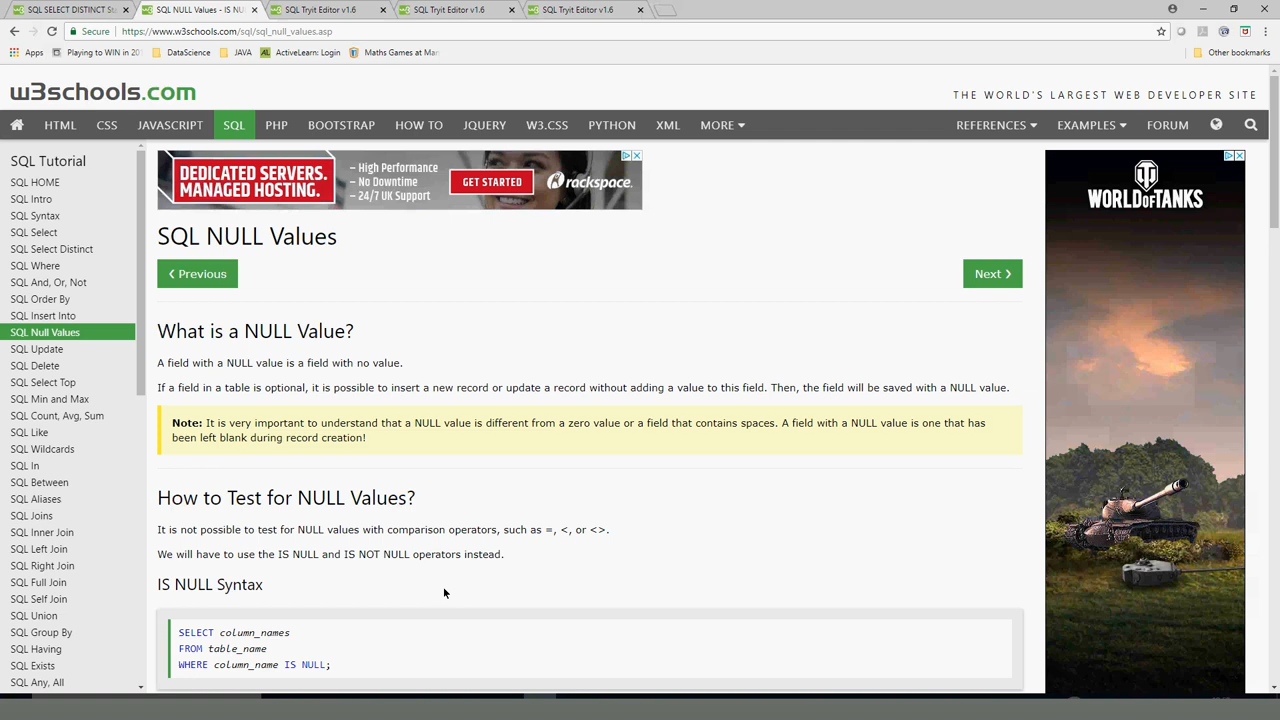 SQL SELECT DISTINCT St
SQL NULL Values - IS NU
SQL Tryit Editor v1.6
SQL Tryit Editor v1.6
SQL Tryit Editor v1.6
Secure
https://www.w3schools.com/sql/sql_null_values.asp
Apps
Playing to WIN in 20
DataScience
JAVA
ActiveLearn: Login
Maths Games at Man
Other bookmarks
w3schools.com
THE WORLD'S LARGEST WEB DEVELOPER SITE
HTML
CSS
JAVASCRIPT
SQL
PHP
BOOTSTRAP
HOW TO
JQUERY
W3.CSS
PYTHON
XML
MORE
REFERENCES
EXAMPLES
FORUM
SQL Tutorial
SQL HOME
SQL Intro
SQL Syntax
SQL Select
SQL Select Distinct
SQL Where
SQL And, Or, Not
SQL Order By
SQL Insert Into
SQL Null Values
SQL Update
SQL Delete
SQL Select Top
SQL Min and Max
SQL Count, Avg, Sum
SQL Like
SQL Wildcards
SQL In
SQL Between
SQL Aliases
SQL Joins
SQL Inner Join
SQL Left Join
SQL Right Join
SQL Full Join
SQL Self Join
SQL Union
SQL Group By
SQL Having
SQL Exists
SQL Any, All
DEDICATED SERVERS.
MANAGED HOSTING.
– High Performance
– No Downtime
– 24/7 UK Support
GET STARTED
rackspace.
SQL NULL Values
❮ Previous
Next ❯
What is a NULL Value?
A field with a NULL value is a field with no value.
If a field in a table is optional, it is possible to insert a new record or update a record without adding a value to this field. Then, the field will be saved with a NULL value.
Note: It is very important to understand that a NULL value is different from a zero value or a field that contains spaces. A field with a NULL value is one that has
been left blank during record creation!
How to Test for NULL Values?
It is not possible to test for NULL values with comparison operators, such as =, <, or <>.
We will have to use the IS NULL and IS NOT NULL operators instead.
IS NULL Syntax
SELECT column_names
FROM table_name
WHERE column_name IS NULL;
WORLD OF TANKS